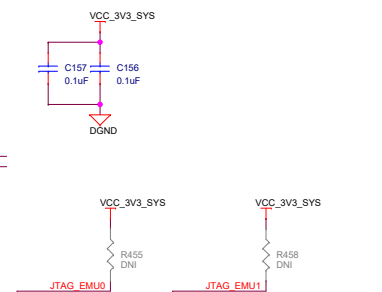 VCC_3V3_SYS
C157 C156
0.1uF 0.1uF
DGND
VCC_3V3_SYS VCC_3V3_SYS
R455 R458
DNI DNI
JTAG_EMU0 JTAG_EMU1